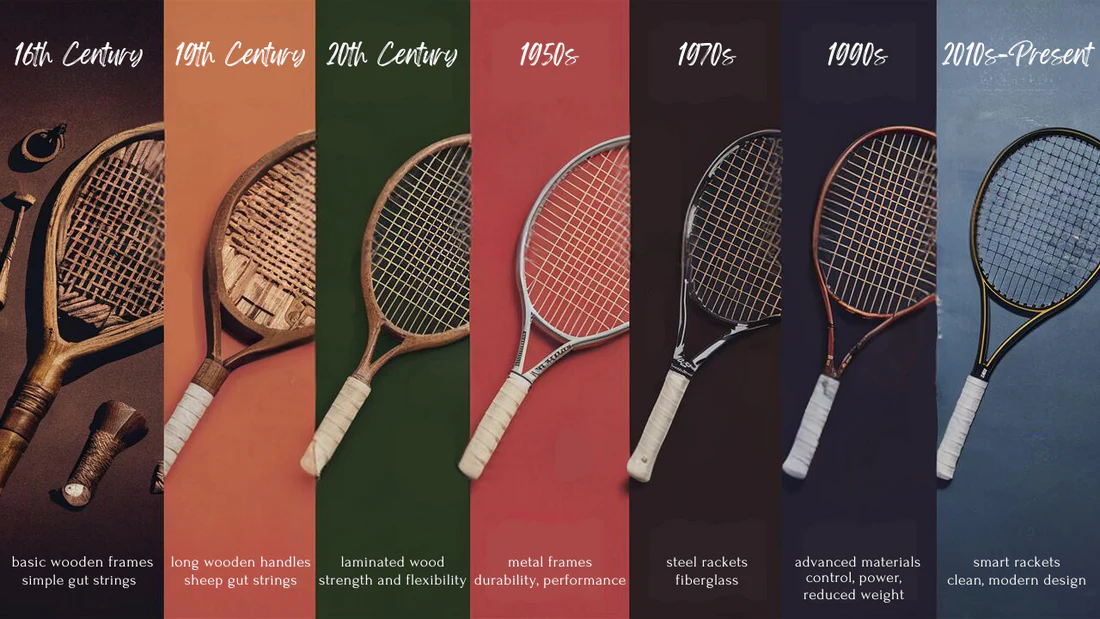 16th Century
19th Century
20th Century
1950s
1970s
1990s
2010s-Present
basic wooden frames
simple gut strings
long wooden handles
sheep gut strings
laminated wood
strength and flexibility
metal frames
durability, performance
steel rackets
fiberglass
advanced materials
control, power,
reduced weight
smart rackets
clean, modern design